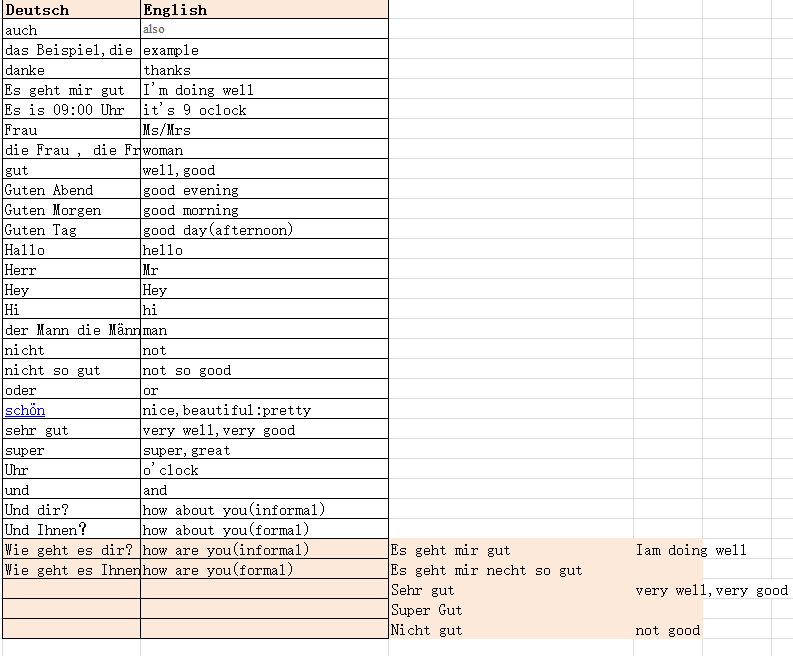 Deutsch English
auch also
das Beispiel,die example
danke thanks
Es geht mir gut I'm doing well
Es is 09:00 Uhr it's 9 oclock
Frau Ms/Mrs
die Frau , die Fr woman
gut well,good
Guten Abend good evening
Guten Morgen good morning
Guten Tag good day(afternoon)
Hallo hello
Herr Mr
Hey Hey
Hi hi
der Mann die Männ man
nicht not
nicht so gut not so good
oder or
schön nice,beautiful:pretty
sehr gut very well,very good
super super,great
Uhr o'clock
und and
Und dir? how about you(informal)
Und Ihnen? how about you(formal)
Wie geht es dir? how are you(informal) Es geht mir gut Iam doing well
Wie geht es Ihnen how are you(formal) Es geht mir necht so gut
Sehr gut very well,very good
Super Gut
Nicht gut not good